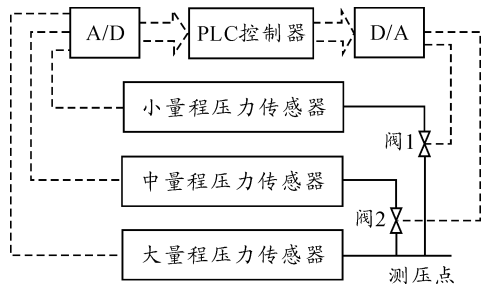 A/D
PLC控制器
D/A
小量程压力传感器
阀1
中量程压力传感器
阀2
大量程压力传感器
测压点